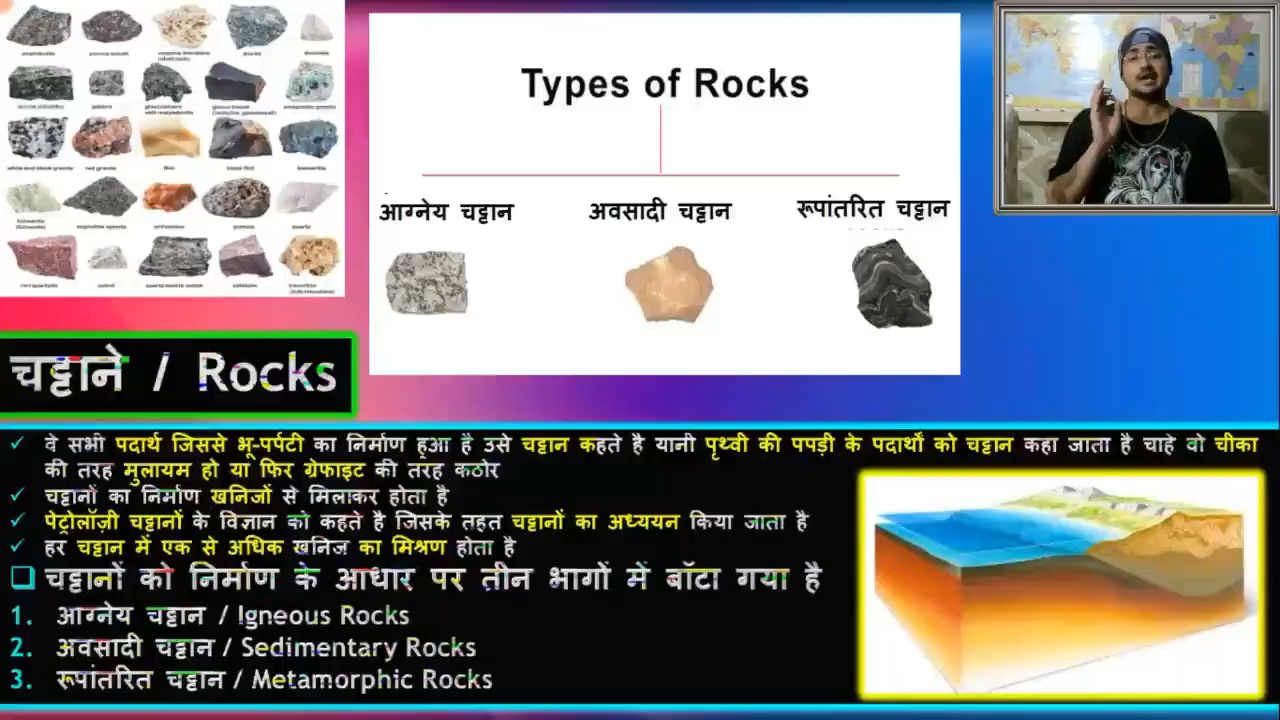 Types of Rocks
आग्नेय चट्टान
अवसादी चट्टान
रूपांतरित चट्टान
red granite
चट्टाने / Rocks
वे सभी पदार्थ जिससे भू-पर्पटी का निर्माण हुआ है उसे चट्टान कहते है यानी पृथ्वी की पपड़ी के पदार्थों को चट्टान कहा जाता है चाहे वो चीका
की तरह मुलायम हो या फिर ग्रेफाइट की तरह कठोर
चट्टानों का निर्माण खनिजों से मिलाकर होता है
पेट्रोलॉज़ी चट्टानों के विज्ञान को कहते है जिसके तहत चट्टानों का अध्ययन किया जाता है
हर चट्टान में एक से अधिक खनिज का मिश्रण होता है
चट्टानों को निर्माण के आधार पर तीन भागों में बॉटा गया है
1. आग्नेय चट्टान / Igneous Rocks
2. अवसादी चट्टान / Sedimentary Rocks
3. रूपांतरित चट्टान / Metamorphic Rocks